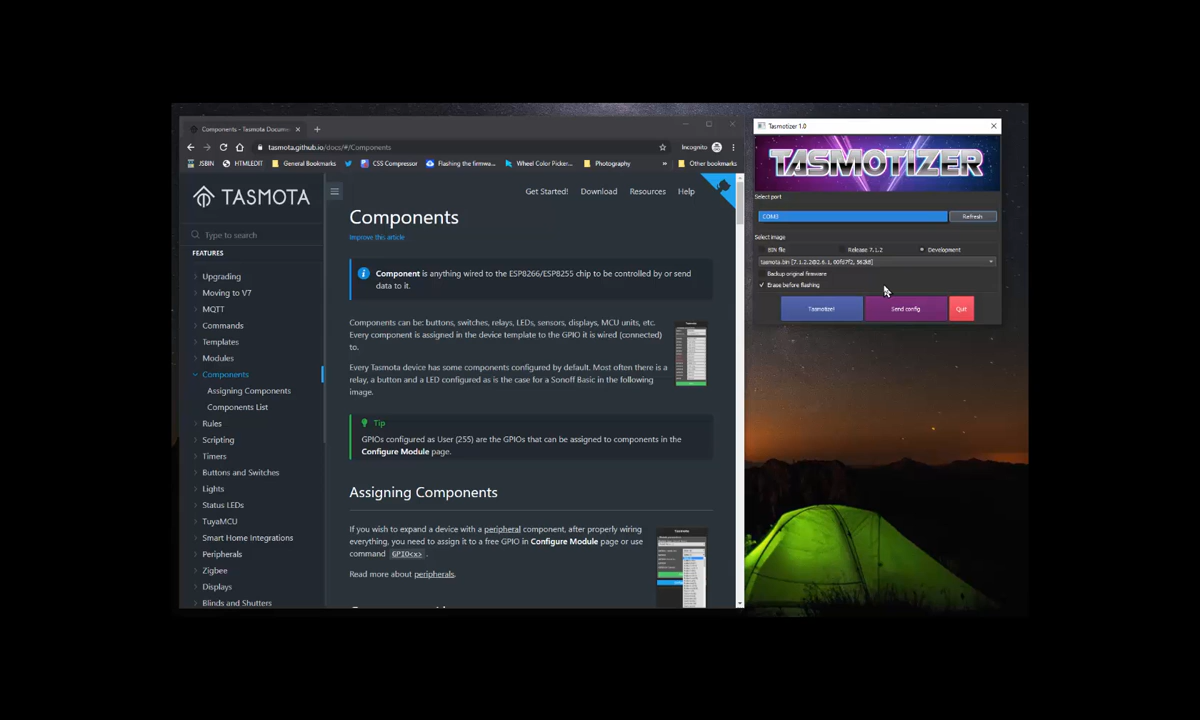 Components - Tasmota Docume
tasmota.github.io/docs/#/Components
Incognito
JSBIN
HTMLEDIT
General Bookmarks
CSS Compressor
Flashing the firmwa...
Wheel Color Picker...
Photography
»
Other bookmarks
TASMOTA
Type to search
FEATURES
Upgrading
Moving to V7
MQTT
Commands
Templates
Modules
Components
Assigning Components
Components List
Rules
Scripting
Timers
Buttons and Switches
Lights
Status LEDs
TuyaMCU
Smart Home Integrations
Peripherals
Zigbee
Displays
Blinds and Shutters
Get Started! Download Resources Help
Components
Improve this article
Component is anything wired to the ESP8266/ESP8255 chip to be controlled by or send
data to it.
Components can be: buttons, switches, relays, LEDs, sensors, displays, MCU units, etc.
Every component is assigned in the device template to the GPIO it is wired (connected)
to.
Every Tasmota device has some components configured by default. Most often there is a
relay, a button and a LED configured as is the case for a Sonoff Basic in the following
image.
Tip
GPIOs configured as User (255) are the GPIOs that can be assigned to components in the
Configure Module page.
Assigning Components
If you wish to expand a device with a peripheral component, after properly wiring
everything, you need to assign it to a free GPIO in Configure Module page or use
command GPIO<x> .
Read more about peripherals.
Tasmotizer 1.0
TASMOTIZER
Select port
COM3
Refresh
Select image
BIN file
Release 7.1.2
Development
Backup original firmware
Erase before flashing
Tasmotize!
Send config
Quit